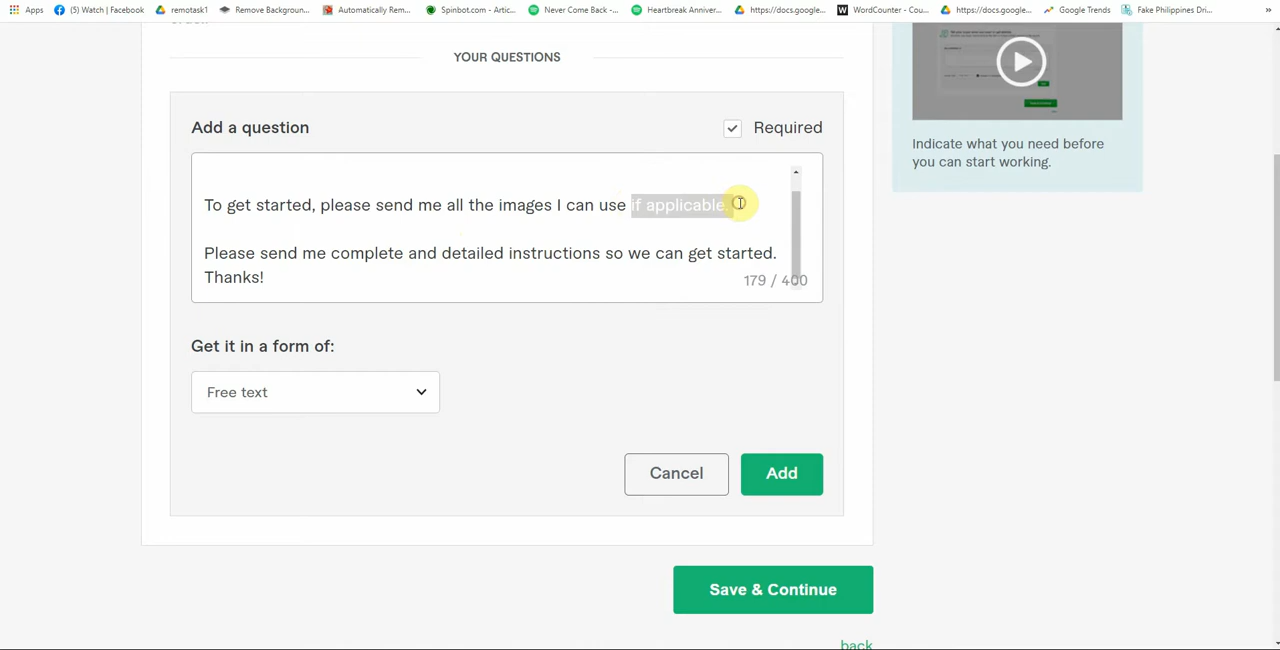 Apps (5) Watch | Facebook remotask1 Remove Backgroun... Automatically Rem... Spinbot.com - Artic... Never Come Back -... Heartbreak Anniver... https://docs.google... WordCounter - Cou... https://docs.google... Google Trends Fake Philippines Dri... »
YOUR QUESTIONS
Add a question
Required
To get started, please send me all the images I can use if applicable.
Please send me complete and detailed instructions so we can get started.
Thanks!
179 / 400
Get it in a form of:
Free text
Cancel
Add
Save & Continue
back
Indicate what you need before
you can start working.